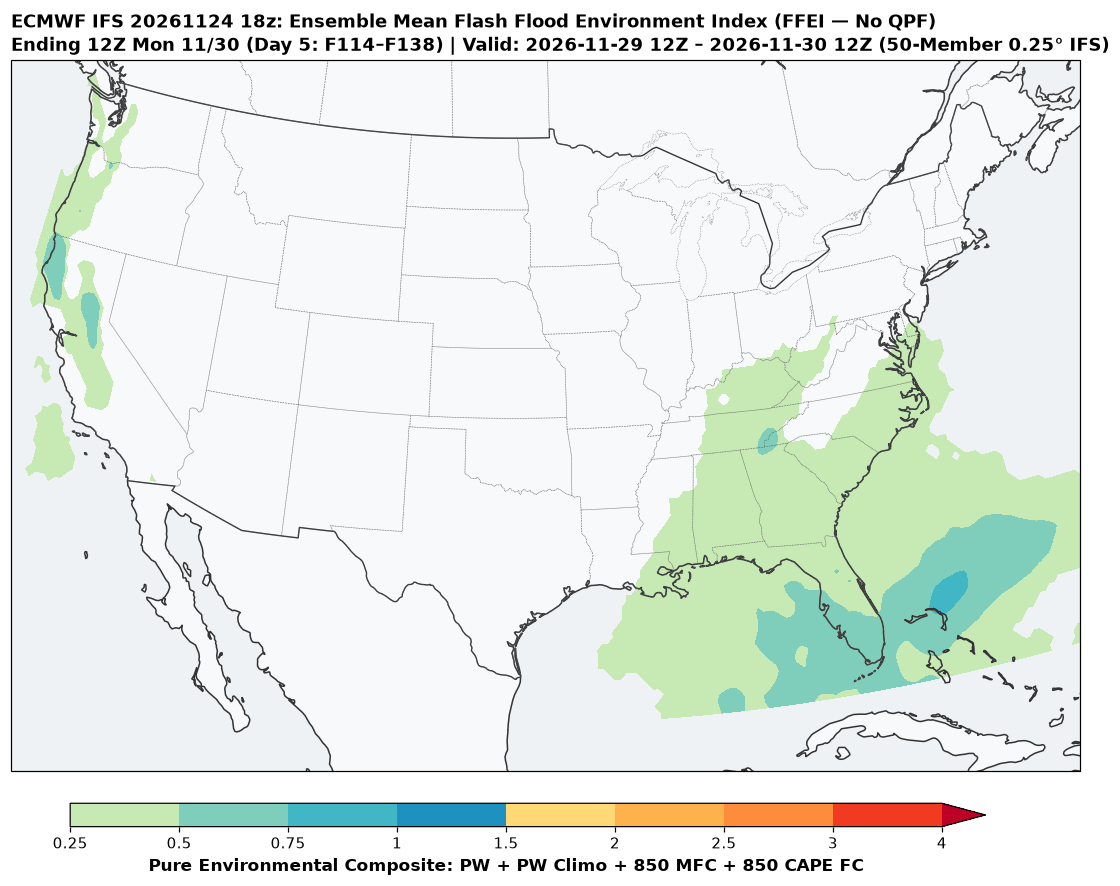 ECMWF IFS 20261124 18z: Ensemble Mean Flash Flood Environment Index (FFEI — No QPF)
Ending 12Z Mon 11/30 (Day 5: F114–F138) | Valid: 2026-11-29 12Z – 2026-11-30 12Z (50-Member 0.25° IFS)
0.25 0.5 0.75 1 1.5 2 2.5 3 4
Pure Environmental Composite: PW + PW Climo + 850 MFC + 850 CAPE FC